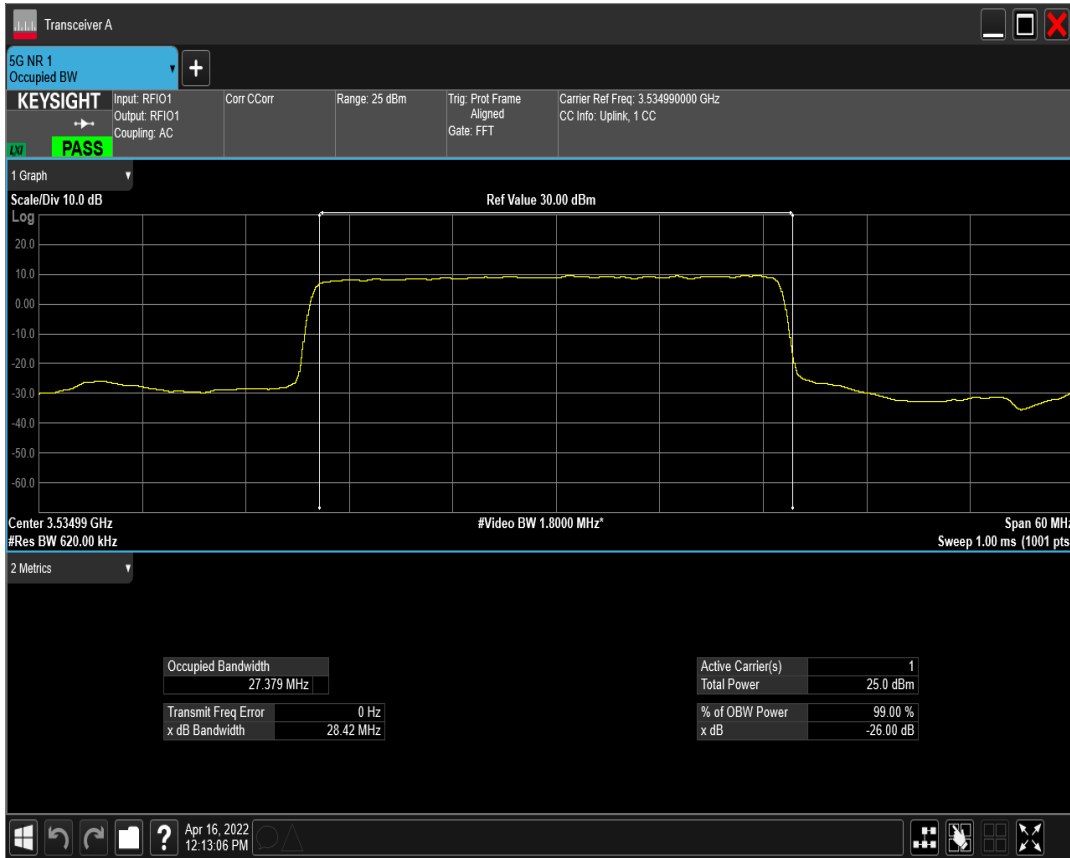 Transceiver A
5G NR 1
Occupied BW
+
KEYSIGHT
Input: RFIO1
Output: RFIO1
Coupling: AC
Corr CCorr
Range: 25 dBm
Trig: Prot Frame
Aligned
Gate: FFT
Carrier Ref Freq: 3.534990000 GHz
CC Info: Uplink, 1 CC
LXI
PASS
1 Graph
Scale/Div 10.0 dB
Ref Value 30.00 dBm
Log
20.0
10.0
0.00
-10.0
-20.0
-30.0
-40.0
-50.0
-60.0
Center 3.53499 GHz
#Video BW 1.8000 MHz*
Span 60 MHz
#Res BW 620.00 kHz
Sweep 1.00 ms (1001 pts
2 Metrics
Occupied Bandwidth
27.379 MHz
Transmit Freq Error 0 Hz
x dB Bandwidth 28.42 MHz
Active Carrier(s) 1
Total Power 25.0 dBm
% of OBW Power 99.00 %
x dB -26.00 dB
?
Apr 16, 2022
12:13:06 PM